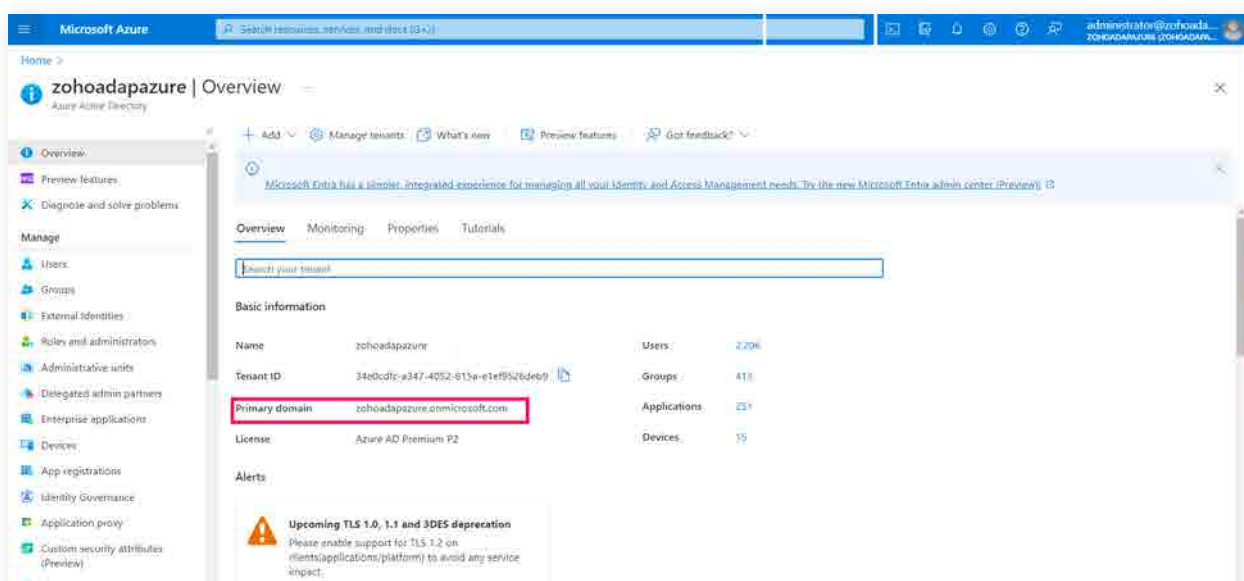 Microsoft Azure
Search resources, services, and docs (G+/)
administrator@zohoada...
Home >
zohoadapazure | Overview ...
Azure Active Directory
Add
Manage tenants
What's new
Preview features
Got feedback?
Microsoft Entra has a simpler, integrated experience for managing all your Identity and Access Management needs. Try the new Microsoft Entra admin center (Preview)!
Overview
Preview features
Diagnose and solve problems
Manage
Users
Groups
External Identities
Roles and administrators
Administrative units
Delegated admin partners
Enterprise applications
Devices
App registrations
Identity Governance
Application proxy
Custom security attributes
(Preview)
Overview Monitoring Properties Tutorials
Search your tenant
Basic information
Name zohoadapazure
Tenant ID
Primary domain zohoadapazure.onmicrosoft.com
License Azure AD Premium P2
Users 2,206
Groups
Applications
Devices 15
Alerts
Upcoming TLS 1.0, 1.1 and 3DES deprecation
Please enable support for TLS 1.2 on
clients(applications/platform) to avoid any service
impact.